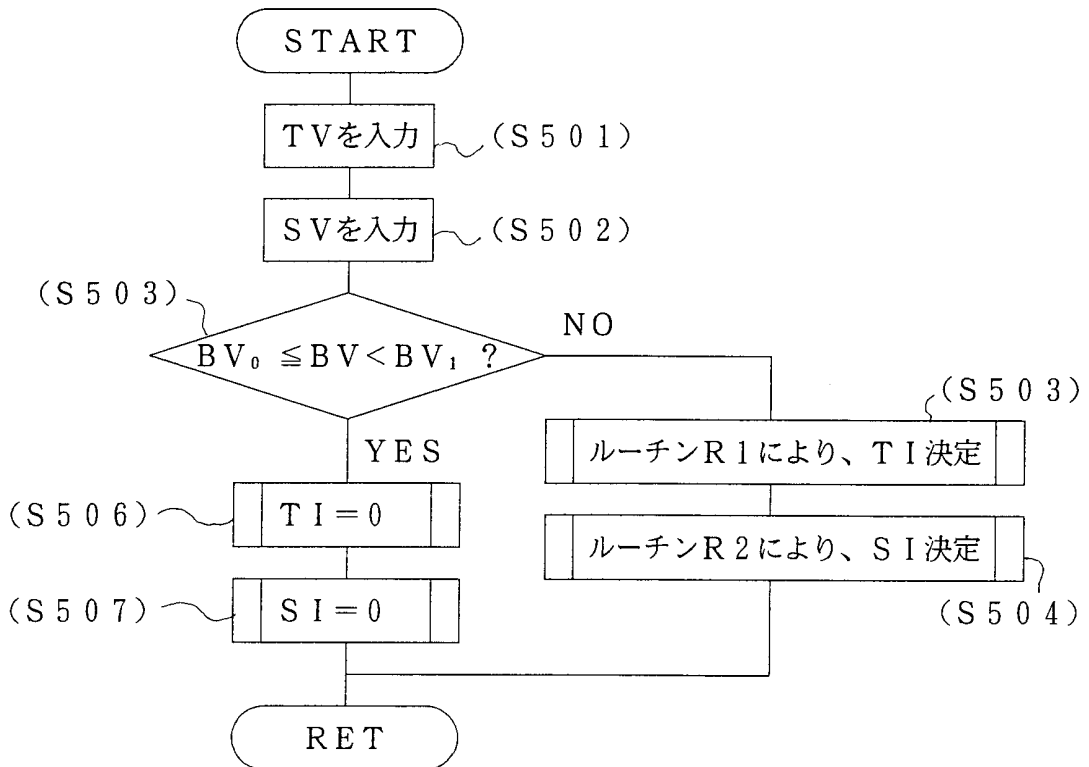 START
TVを入力
(S501)
SVを入力
(S502)
(S503)
BV₀ ≦BV<BV₁ ?
NO
YES
(S503)
ルーチンR1により、TI決定
(S506)
TI=0
ルーチンR2により、SI決定
(S507)
SI=0
(S504)
RET